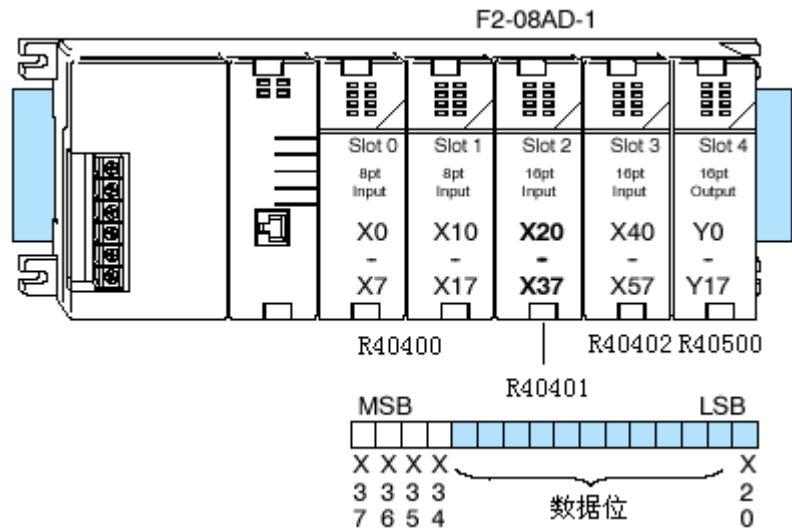 F2-08AD-1
Slot 0 Slot 1 Slot 2 Slot 3 Slot 4
8pt 8pt 16pt 16pt 16pt
Input Input Input Input Output
X0 X10 X20 X40 Y0
- - - - -
X7 X17 X37 X57 Y17
R40400 R40402 R40500
R40401
MSB LSB
X X X X X
3 3 3 3 2
7 6 5 4 0
数据位